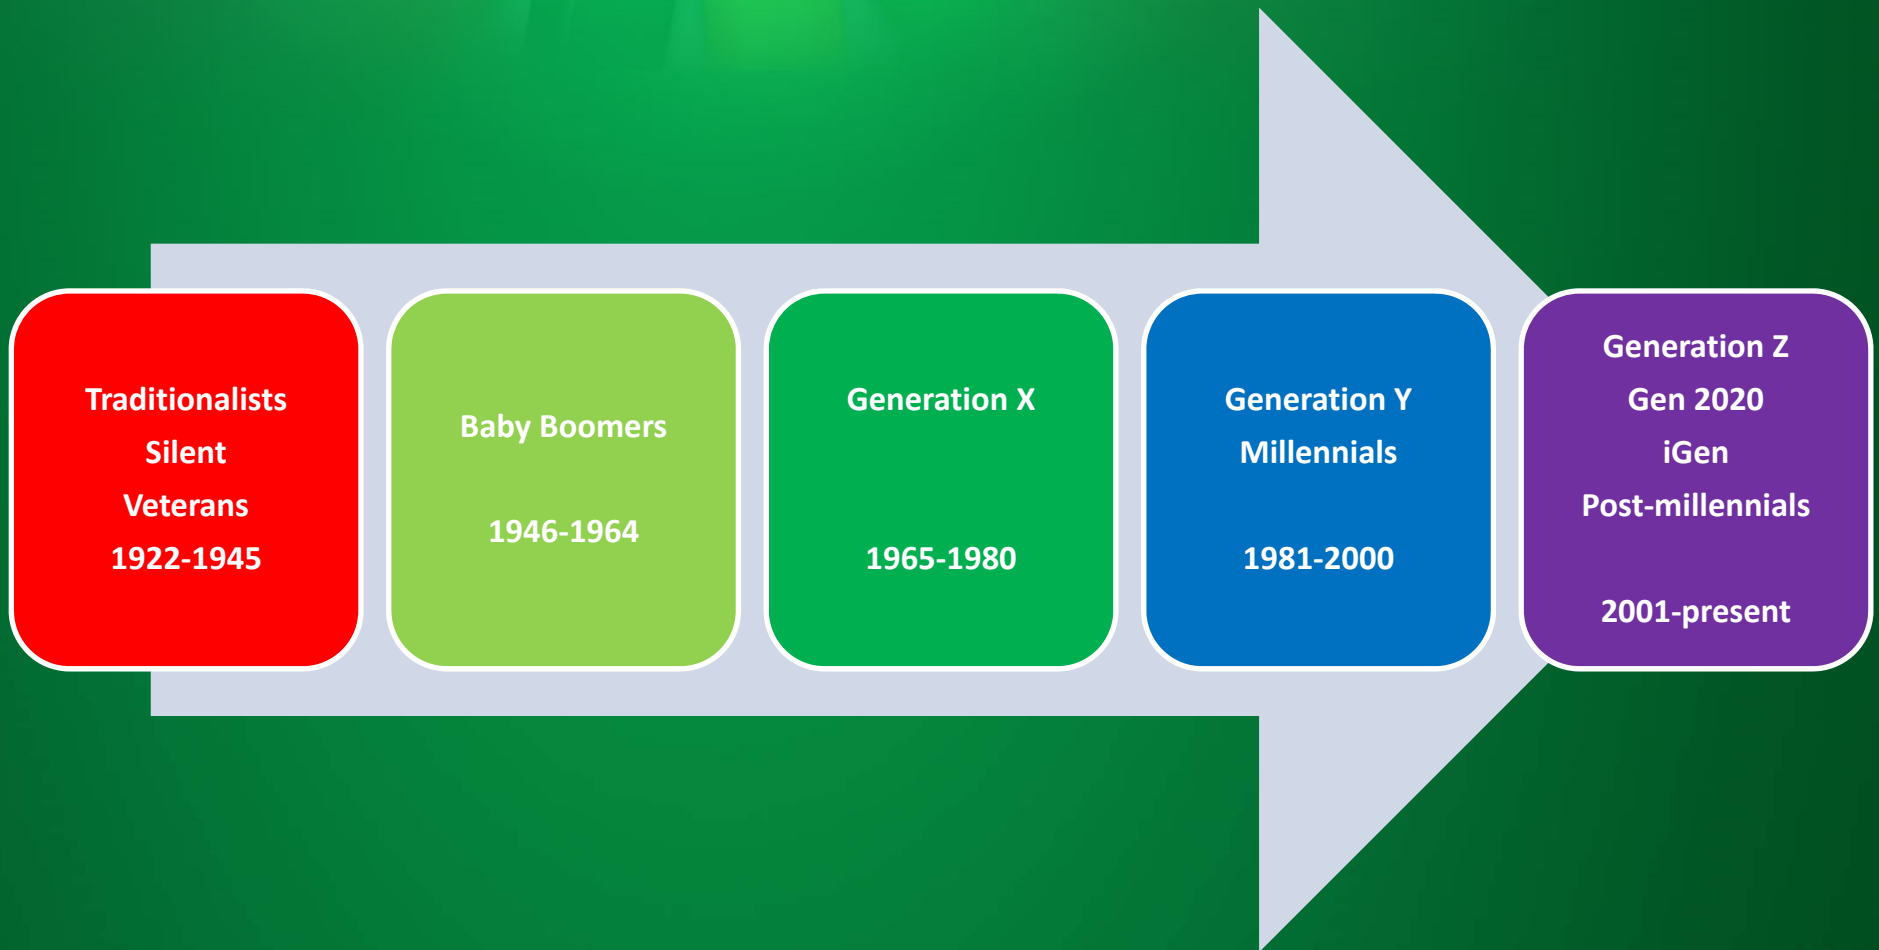 Traditionalists
Silent
Veterans
1922-1945
Baby Boomers
1946-1964
Generation X
1965-1980
Generation Y
Millennials
1981-2000
Generation Z
Gen 2020
iGen
Post-millennials
2001-present